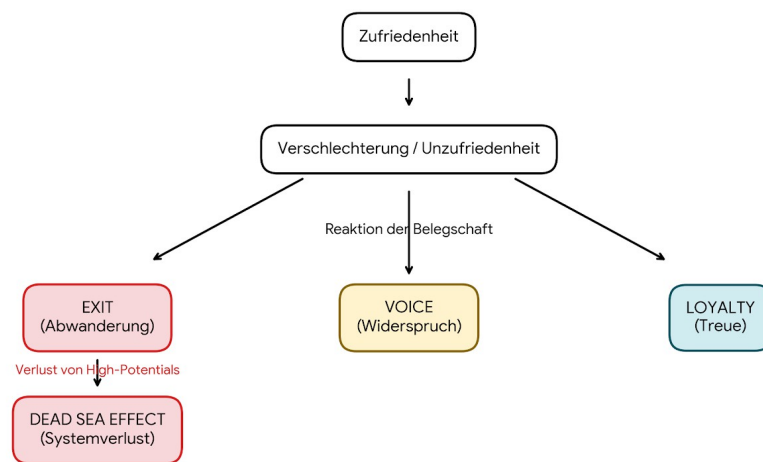 Zufriedenheit
Verschlechterung / Unzufriedenheit
Reaktion der Belegschaft
EXIT
(Abwanderung)
VOICE
(Widerspruch)
LOYALTY
(Treue)
Verlust von High-Potentials
DEAD SEA EFFECT
(Systemverlust)